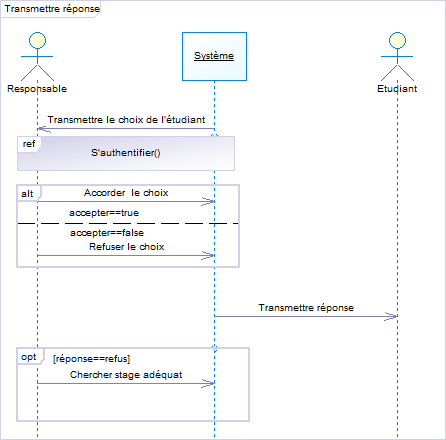 Transmettre réponse
Système
Responsable
Etudiant
Transmettre le choix de l'étudiant
ref
S'authentifier()
alt
Accorder le choix
accepter==true
accepter==false
Refuser le choix
Transmettre réponse
opt
[réponse==refus]
Chercher stage adéquat